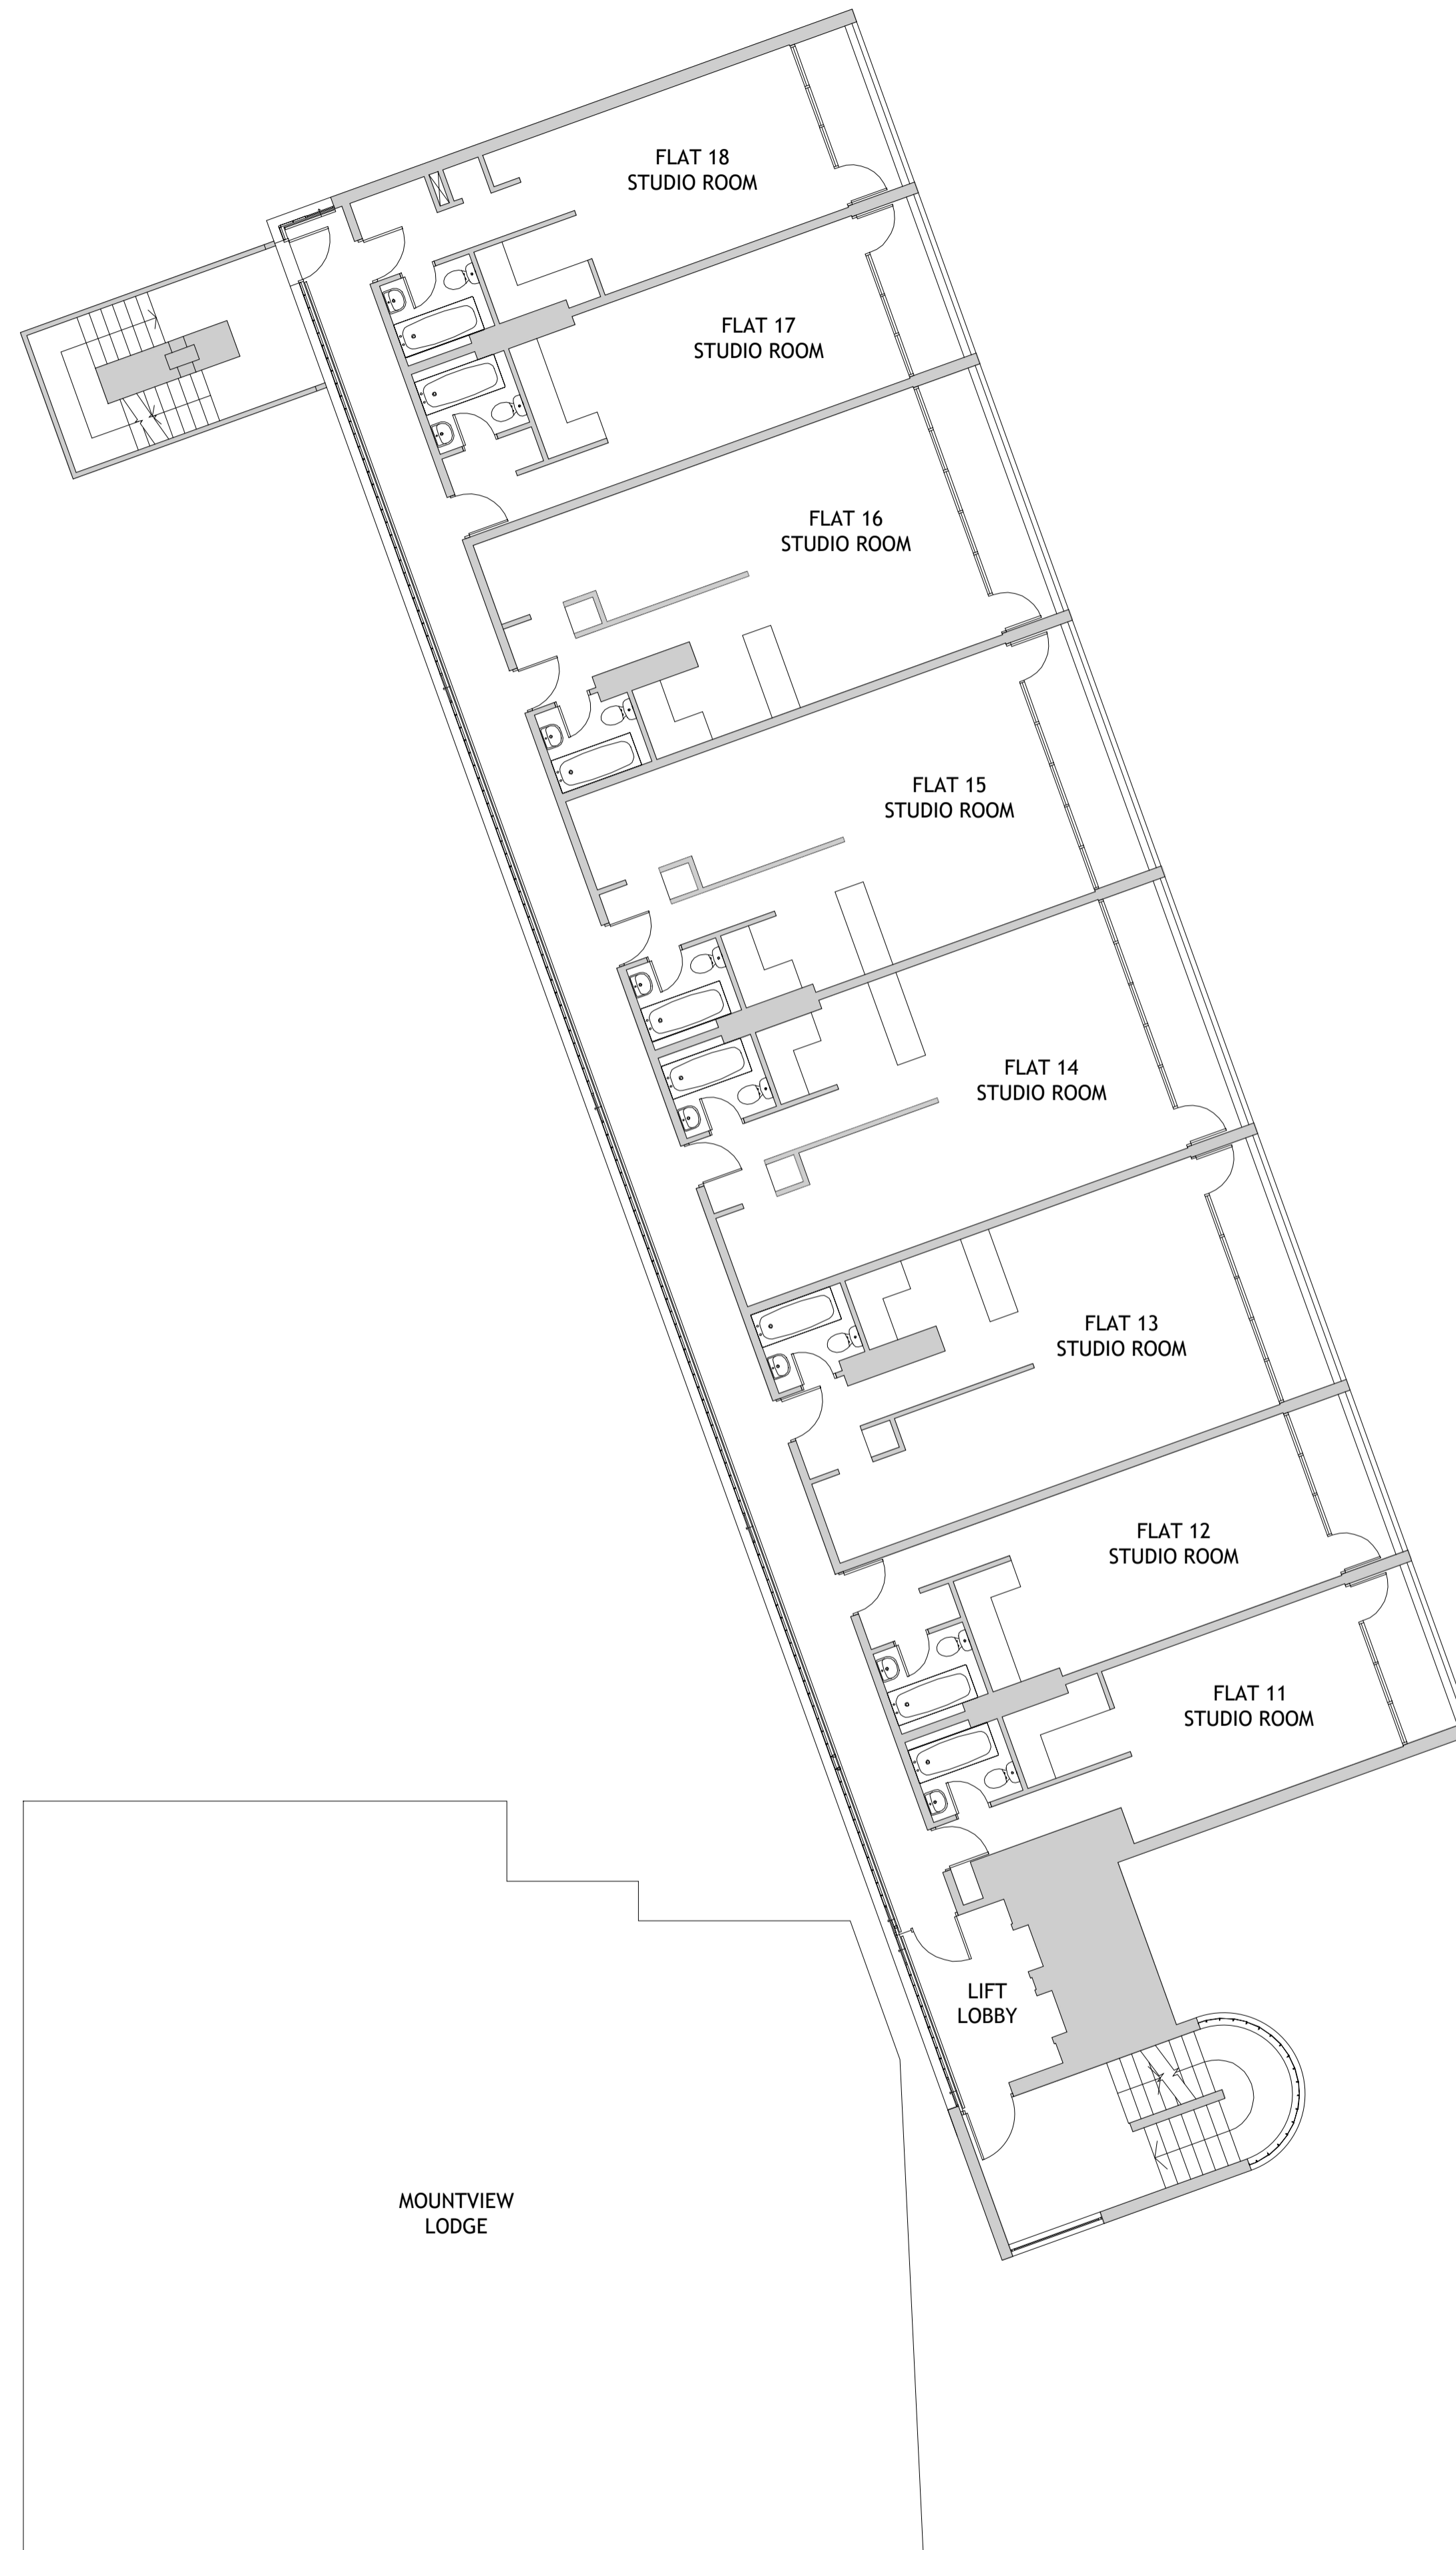 FLAT 18
STUDIO ROOM
FLAT 17
STUDIO ROOM
FLAT 16
STUDIO ROOM
FLAT 15
STUDIO ROOM
FLAT 14
STUDIO ROOM
FLAT 13
STUDIO ROOM
FLAT 12
STUDIO ROOM
FLAT 11
STUDIO ROOM
LIFT
LOBBY
MOUNTVIEW
LODGE